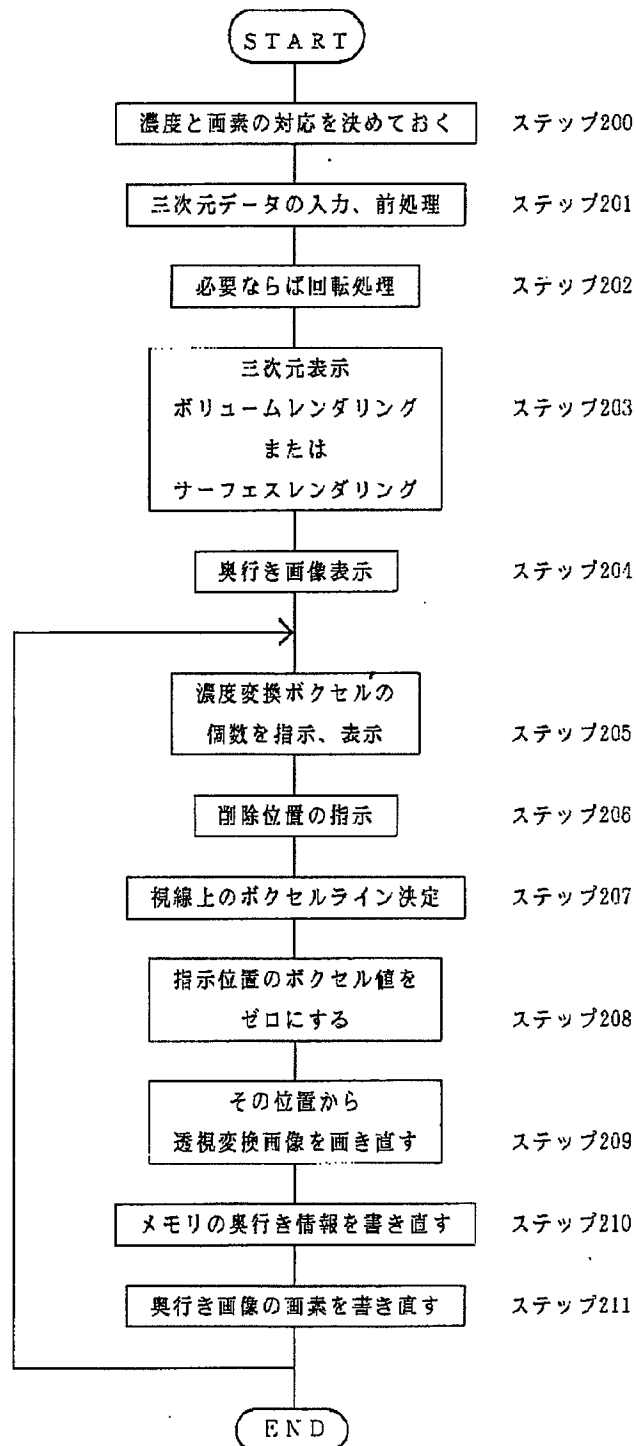 START
濃度と画素の対応を決めておく ステップ200
三次元データの入力、前処理 ステップ201
必要ならば回転処理 ステップ202
三次元表示
ボリュームレンダリング ステップ203
または
サーフェスレンダリング
奥行き画像表示 ステップ204
濃度変換ボクセルの
個数を指示、表示 ステップ205
削除位置の指示 ステップ206
視線上のボクセルライン決定 ステップ207
指示位置のボクセル値を
ゼロにする ステップ208
その位置から
透視変換画像を画き直す ステップ209
メモリの奥行き情報を書き直す ステップ210
奥行き画像の画素を書き直す ステップ211
END